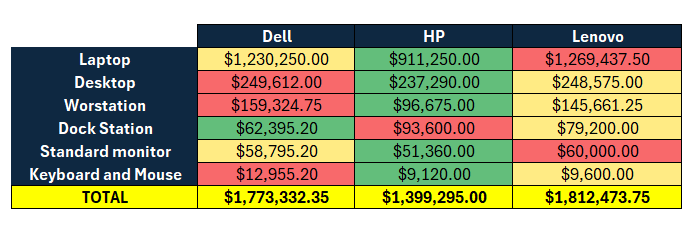 Dell HP Lenovo
Laptop $1,230,250.00 $911,250.00 $1,269,437.50
Desktop $249,612.00 $237,290.00 $248,575.00
Worstation $159,324.75 $96,675.00 $145,661.25
Dock Station $62,395.20 $93,600.00 $79,200.00
Standard monitor $58,795.20 $51,360.00 $60,000.00
Keyboard and Mouse $12,955.20 $9,120.00 $9,600.00
TOTAL $1,773,332.35 $1,399,295.00 $1,812,473.75